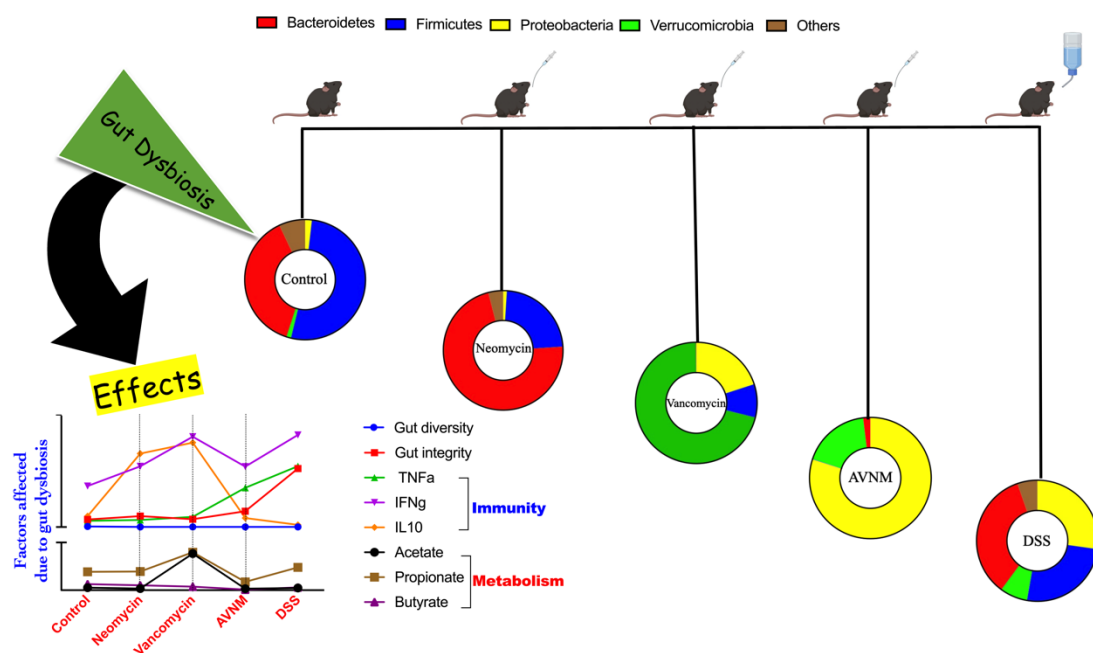 Bacteroidetes Firmicutes Proteobacteria Verrucomicrobia Others
Gut Dysbiosis
Control
Neomycin
Vancomycin
AVNM
DSS
Effects
Factors affected
due to gut dysbiosis
Gut diversity
Gut integrity
TNFa
IFNg
IL10
Immunity
Acetate
Propionate
Butyrate
Metabolism
Control
Neomycin
Vancomycin
AVNM
DSS